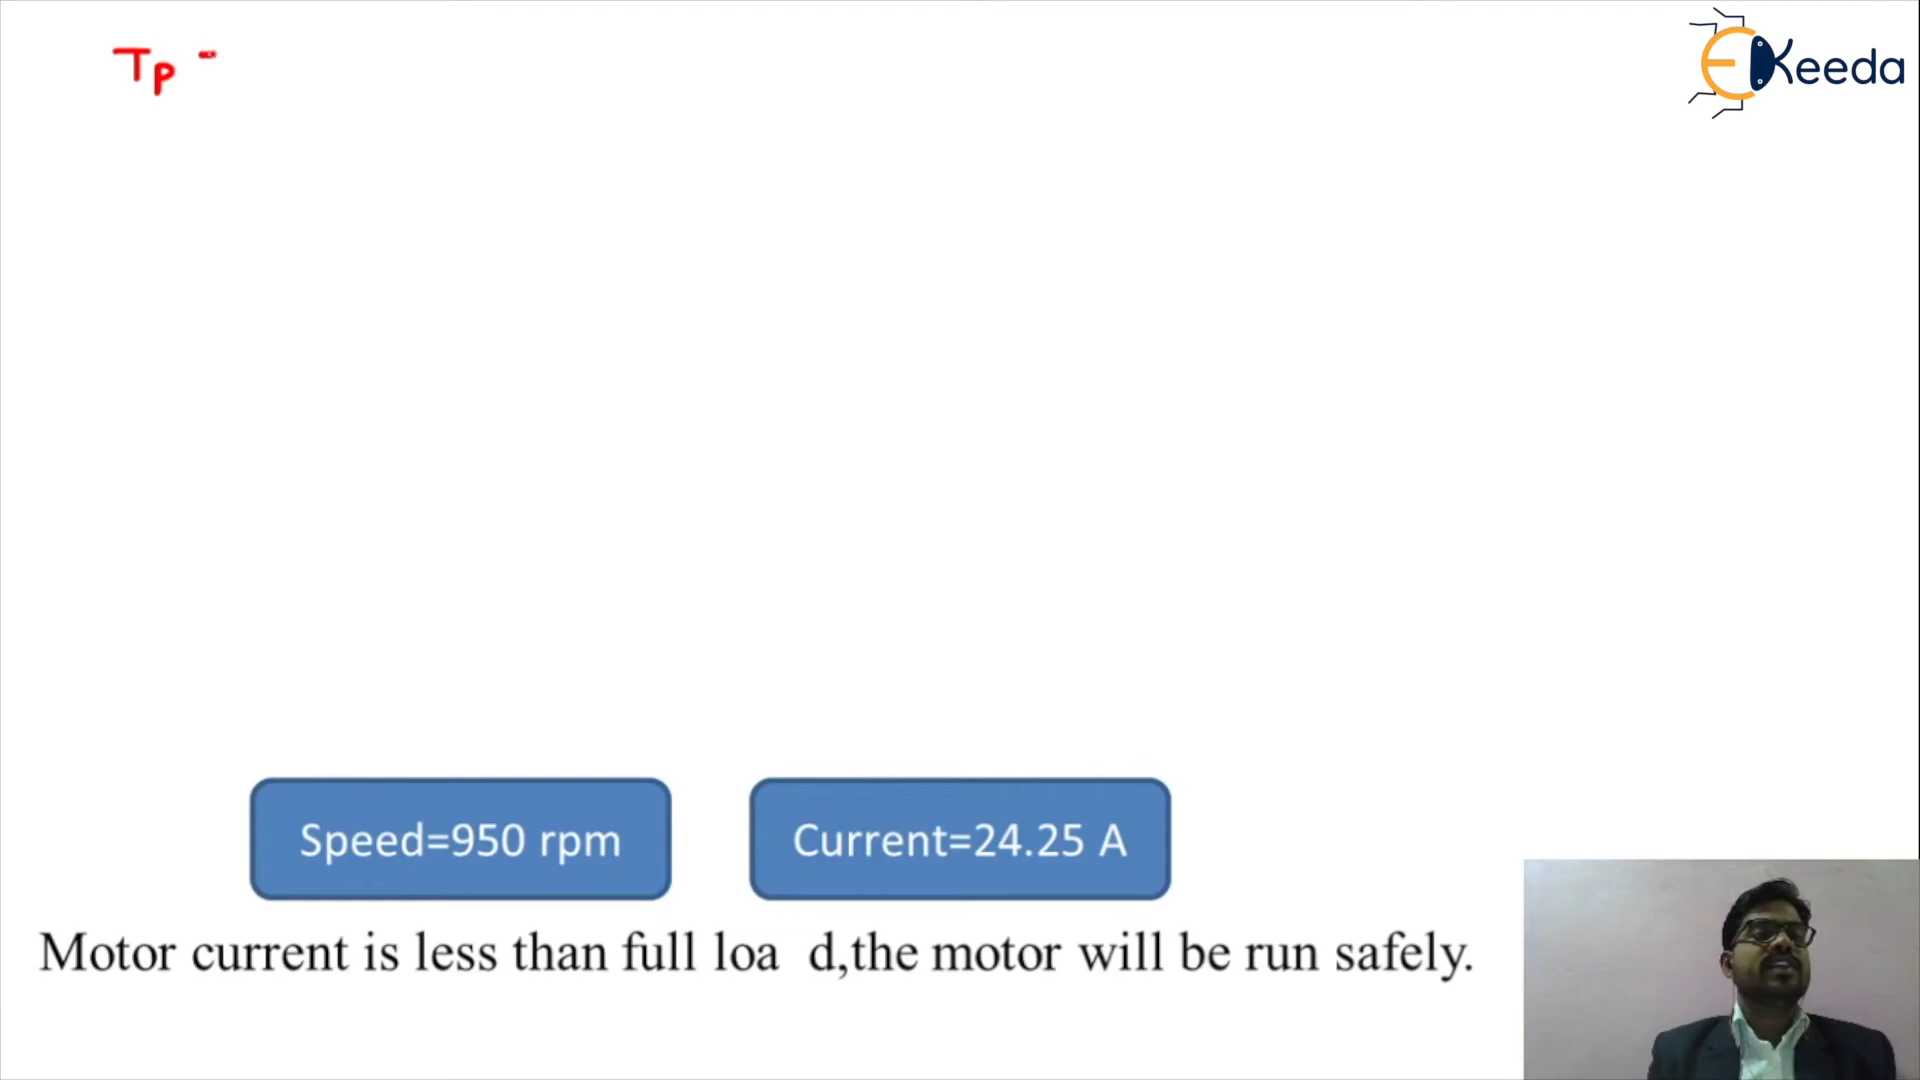 Tp =
EKeeda
Speed=950 rpm
Current=24.25 A
Motor current is less than full loa d,the motor will be run safely.